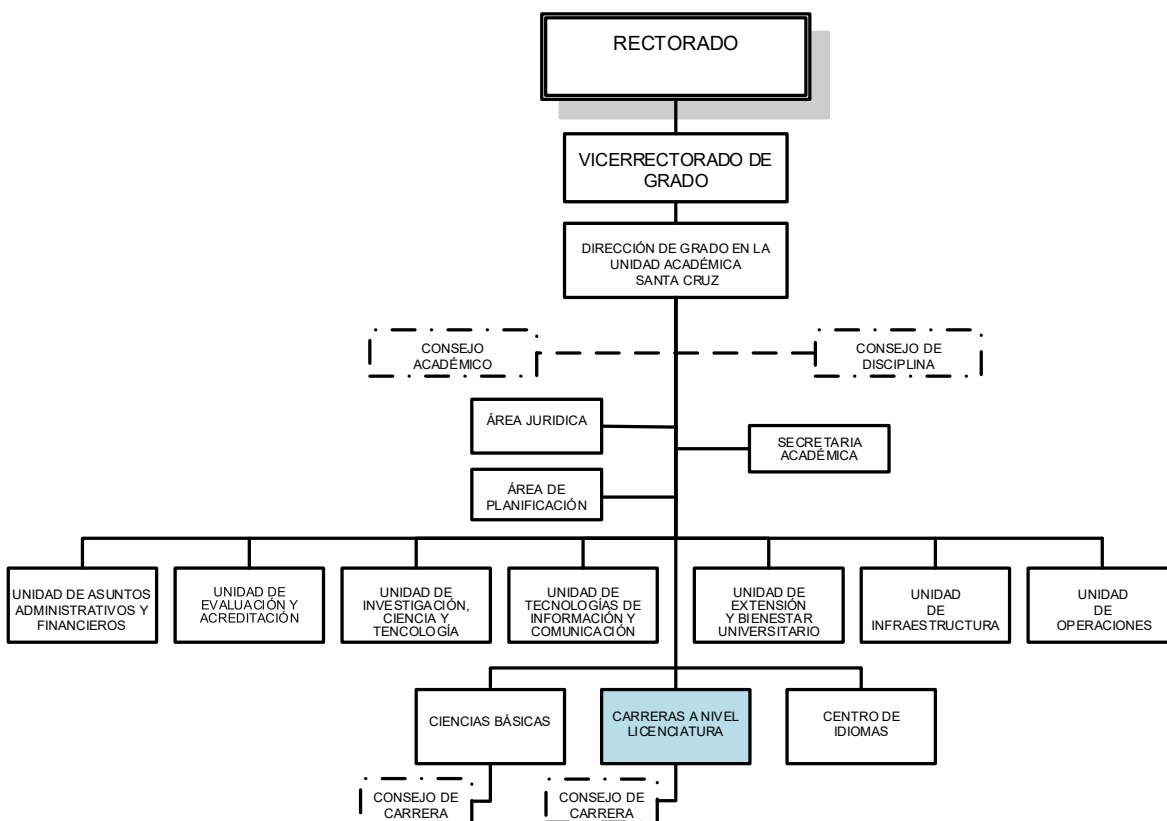 RECTORADO
VICERRECTORADO DE
GRADO
DIRECCIÓN DE GRADO EN LA
UNIDAD ACADÉMICA
SANTA CRUZ
CONSEJO
ACADÉMICO
CONSEJO DE
DISCIPLINA
ÁREA JURIDICA
SECRETARIA
ACADÉMICA
ÁREA DE
PLANIFICACIÓN
UNIDAD DE ASUNTOS
ADMINISTRATIVOS Y
FINANCIEROS
UNIDAD DE
EVALUACIÓN Y
ACREDITACIÓN
UNIDAD DE
INVESTIGACIÓN,
CIENCIA Y
TENCOLOGÍA
UNIDAD DE
TECNOLOGÍAS DE
INFORMACIÓN Y
COMUNICACIÓN
UNIDAD DE
EXTENSIÓN
Y BIENESTAR
UNIVERSITARIO
UNIDAD
DE
INFRAESTRUCTURA
UNIDAD
DE
OPERACIONES
CIENCIAS BÁSICAS
CARRERAS A NIVEL
LICENCIATURA
CENTRO DE
IDIOMAS
CONSEJO DE
CARRERA
CONSEJO DE
CARRERA